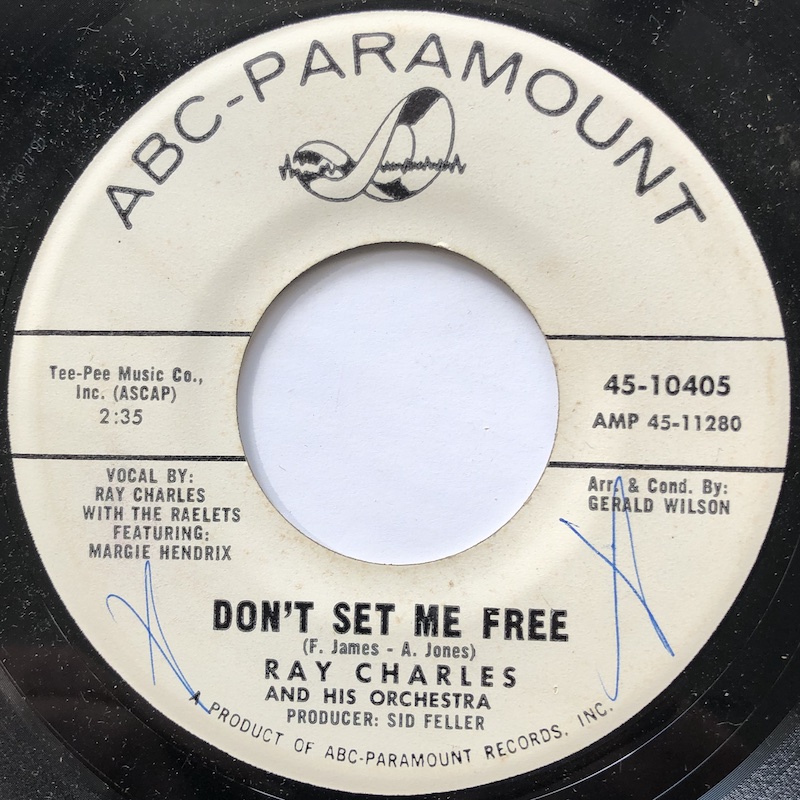 ABC-PARAMOUNT
Tee-Pee Music Co.,
Inc. (ASCAP)
2:35
45-10405
AMP 45-11280
VOCAL BY:
RAY CHARLES
WITH THE RAELETS
FEATURING:
MARGIE HENDRIX
Arr. & Cond. By:
GERALD WILSON
DON'T SET ME FREE
(F. James - A. Jones)
RAY CHARLES
AND HIS ORCHESTRA
PRODUCER: SID FELLER
A PRODUCT OF ABC-PARAMOUNT RECORDS, INC.